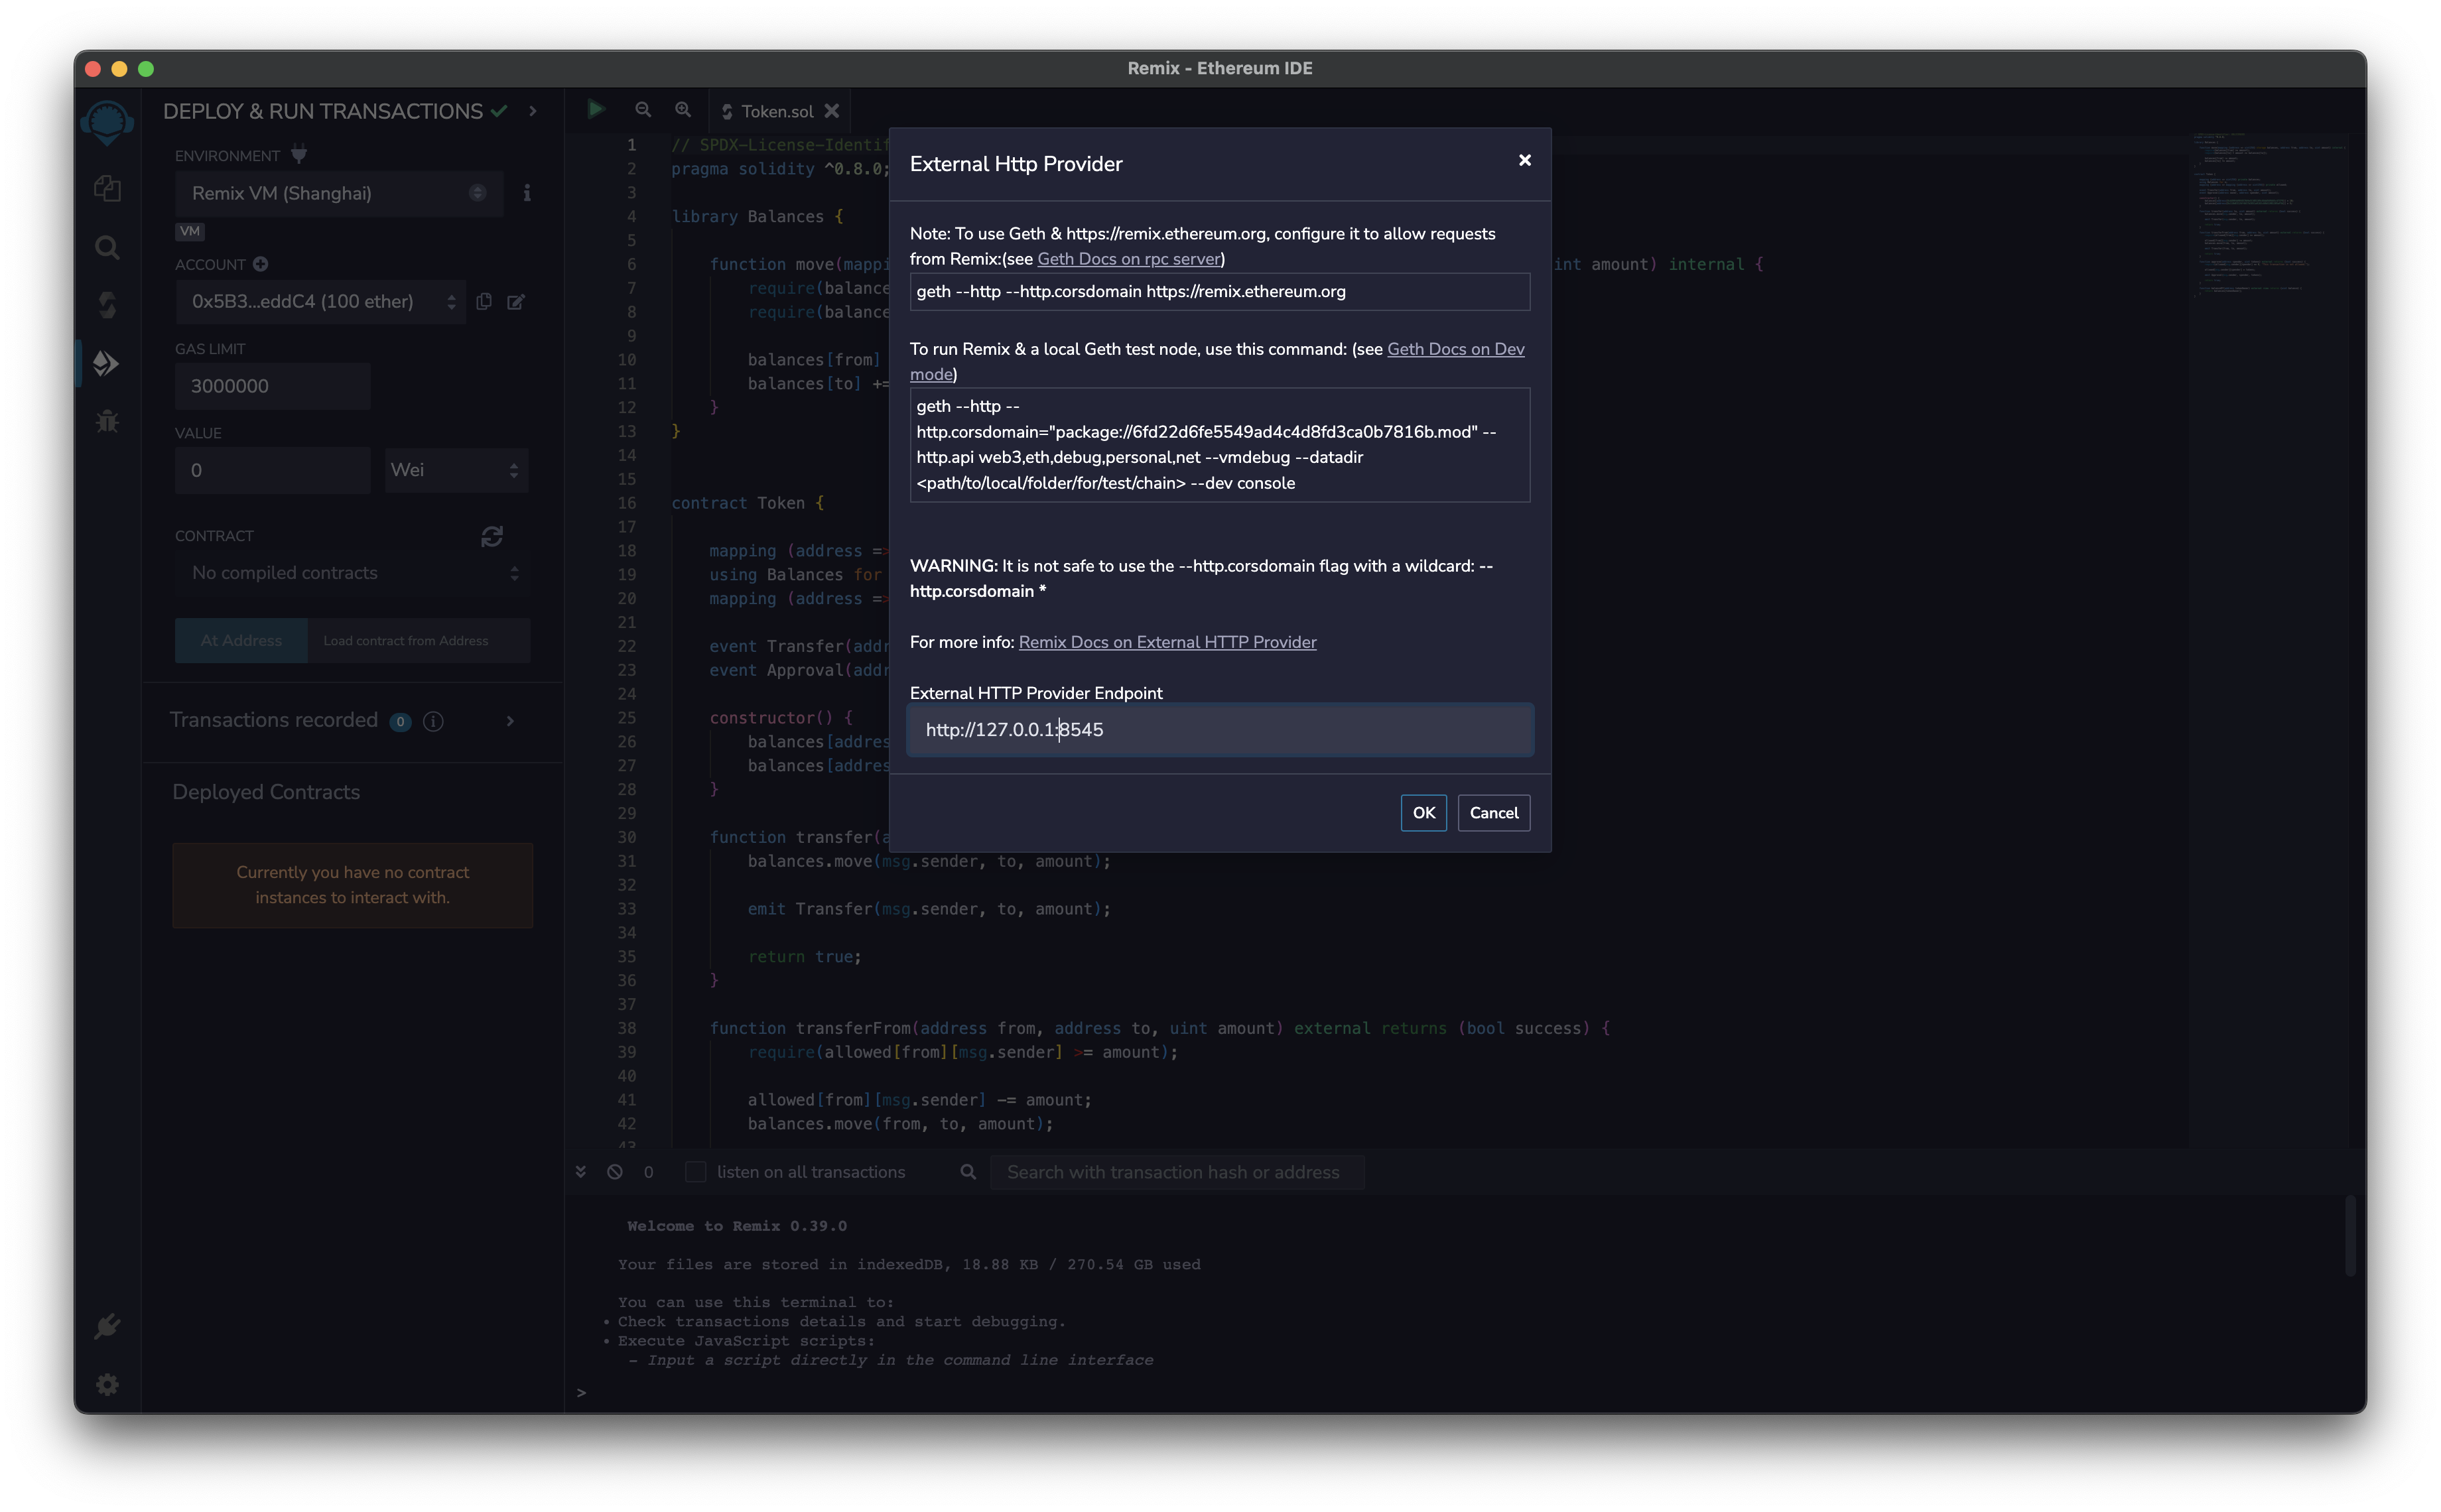 Remix - Ethereum IDE
DEPLOY & RUN TRANSACTIONS
ENVIRONMENT
Remix VM (Shanghai)
VM
ACCOUNT
0x5B3...eddC4 (100 ether)
GAS LIMIT
3000000
VALUE
0
Wei
CONTRACT
No compiled contracts
At Address
Load contract from Address
Transactions recorded 0
Deployed Contracts
Currently you have no contract
instances to interact with.
Token.sol
1 // SPDX-License-Identif
2 pragma solidity ^0.8.0;
3
4 library Balances {
5
6 function move(mappi int amount) internal {
7 require(balance
8 require(balance
9
10 balances[from]
11 balances[to] +=
12 }
13 }
14
15
16 contract Token {
17
18 mapping (address =>
19 using Balances for
20 mapping (address =>
21
22 event Transfer(addr
23 event Approval(addr
24
25 constructor() {
26 balances[addres
27 balances[addres
28 }
29
30 function transfer(a
31 balances.move(msg.sender, to, amount);
32
33 emit Transfer(msg.sender, to, amount);
34
35 return true;
36 }
37
38 function transferFrom(address from, address to, uint amount) external returns (bool success) {
39 require(allowed[from][msg.sender] >= amount);
40
41 allowed[from][msg.sender] -= amount;
42 balances.move(from, to, amount);
43
External Http Provider
Note: To use Geth & https://remix.ethereum.org, configure it to allow requests
from Remix:(see Geth Docs on rpc server)
geth --http --http.corsdomain https://remix.ethereum.org
To run Remix & a local Geth test node, use this command: (see Geth Docs on Dev
mode)
geth --http --
http.corsdomain="package://6fd22d6fe5549ad4c4d8fd3ca0b7816b.mod" --
http.api web3,eth,debug,personal,net --vmdebug --datadir
<path/to/local/folder/for/test/chain> --dev console
WARNING: It is not safe to use the --http.corsdomain flag with a wildcard: --
http.corsdomain *
For more info: Remix Docs on External HTTP Provider
External HTTP Provider Endpoint
http://127.0.0.1:8545
OK
Cancel
0
listen on all transactions
Search with transaction hash or address
Welcome to Remix 0.39.0
Your files are stored in indexedDB, 18.88 KB / 270.54 GB used
You can use this terminal to:
• Check transactions details and start debugging.
• Execute JavaScript scripts:
- Input a script directly in the command line interface
>